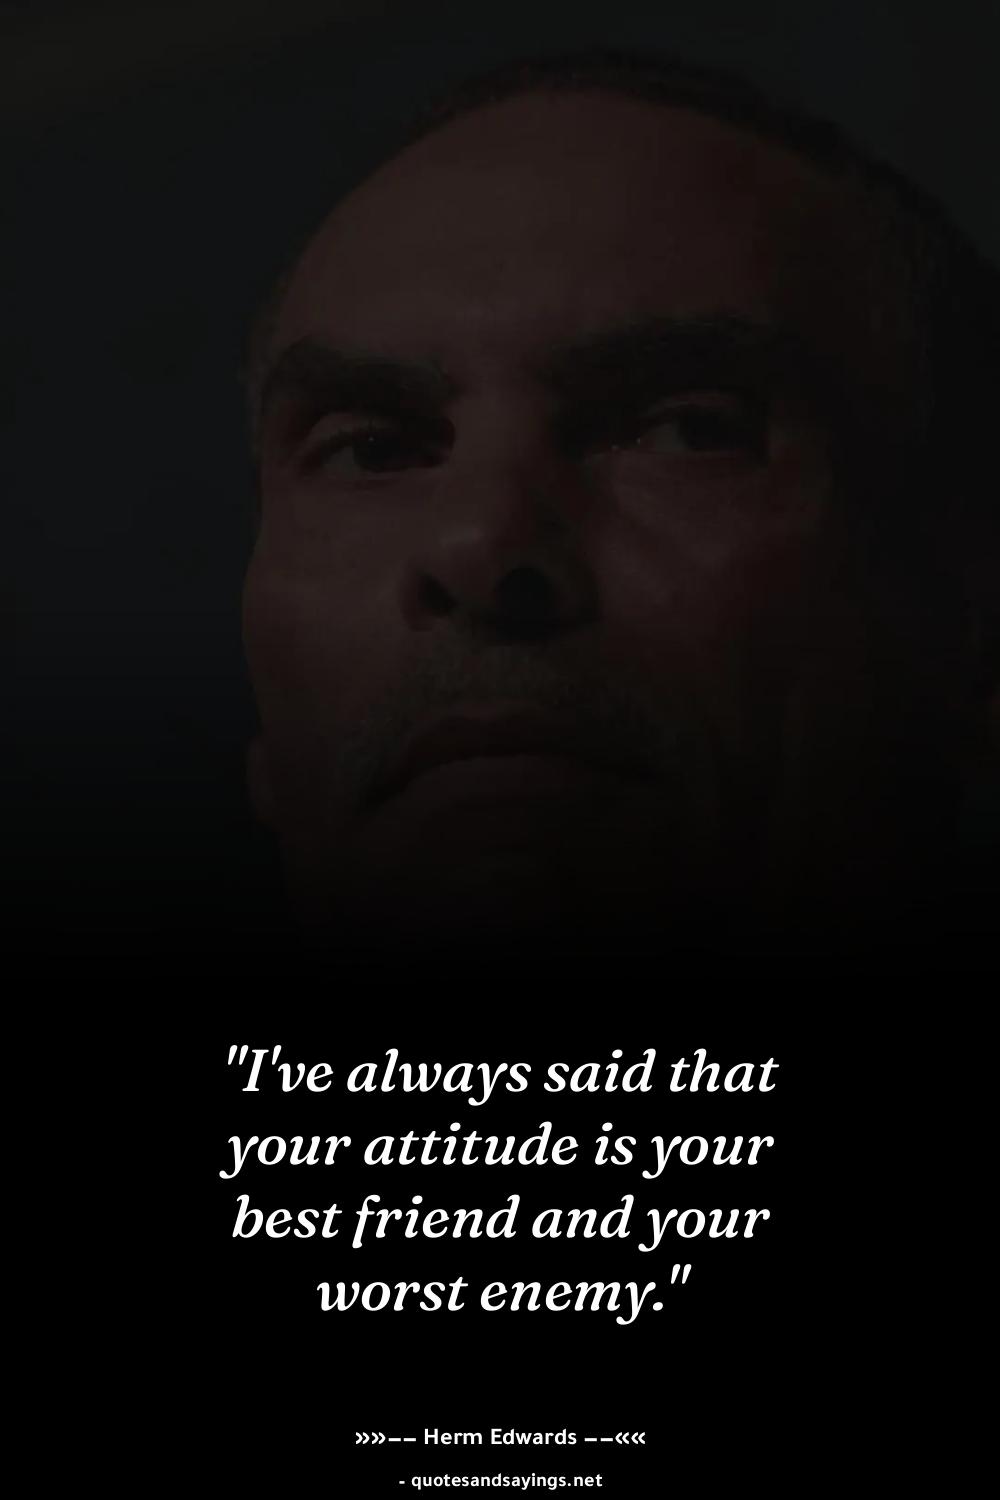 "I've always said that
your attitude is your
best friend and your
worst enemy."
»»–– Herm Edwards ––««
- quotesandsayings.net